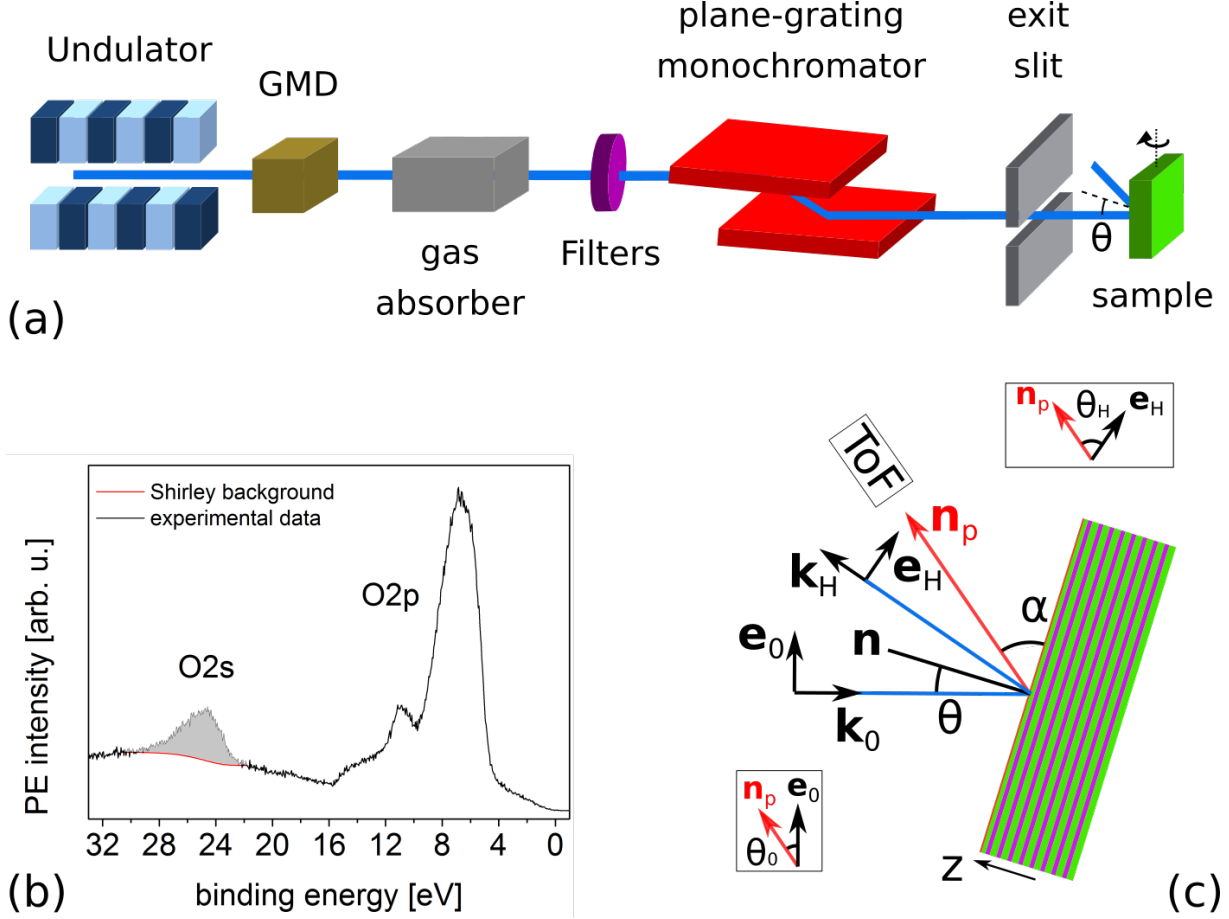 Undulator
GMD
gas
absorber
Filters
plane-grating
monochromator
exit
slit
θ
sample
(a)
Shirley background
experimental data
O2s
O2p
PE intensity [arb. u.]
32 28 24 20 16 12 8 4 0
binding energy [eV]
(b)
n_p θ_H e_H
ToF
n_p
k_H e_H
α
e_0
n
θ
k_0
n_p e_0
θ_0
z
(c)